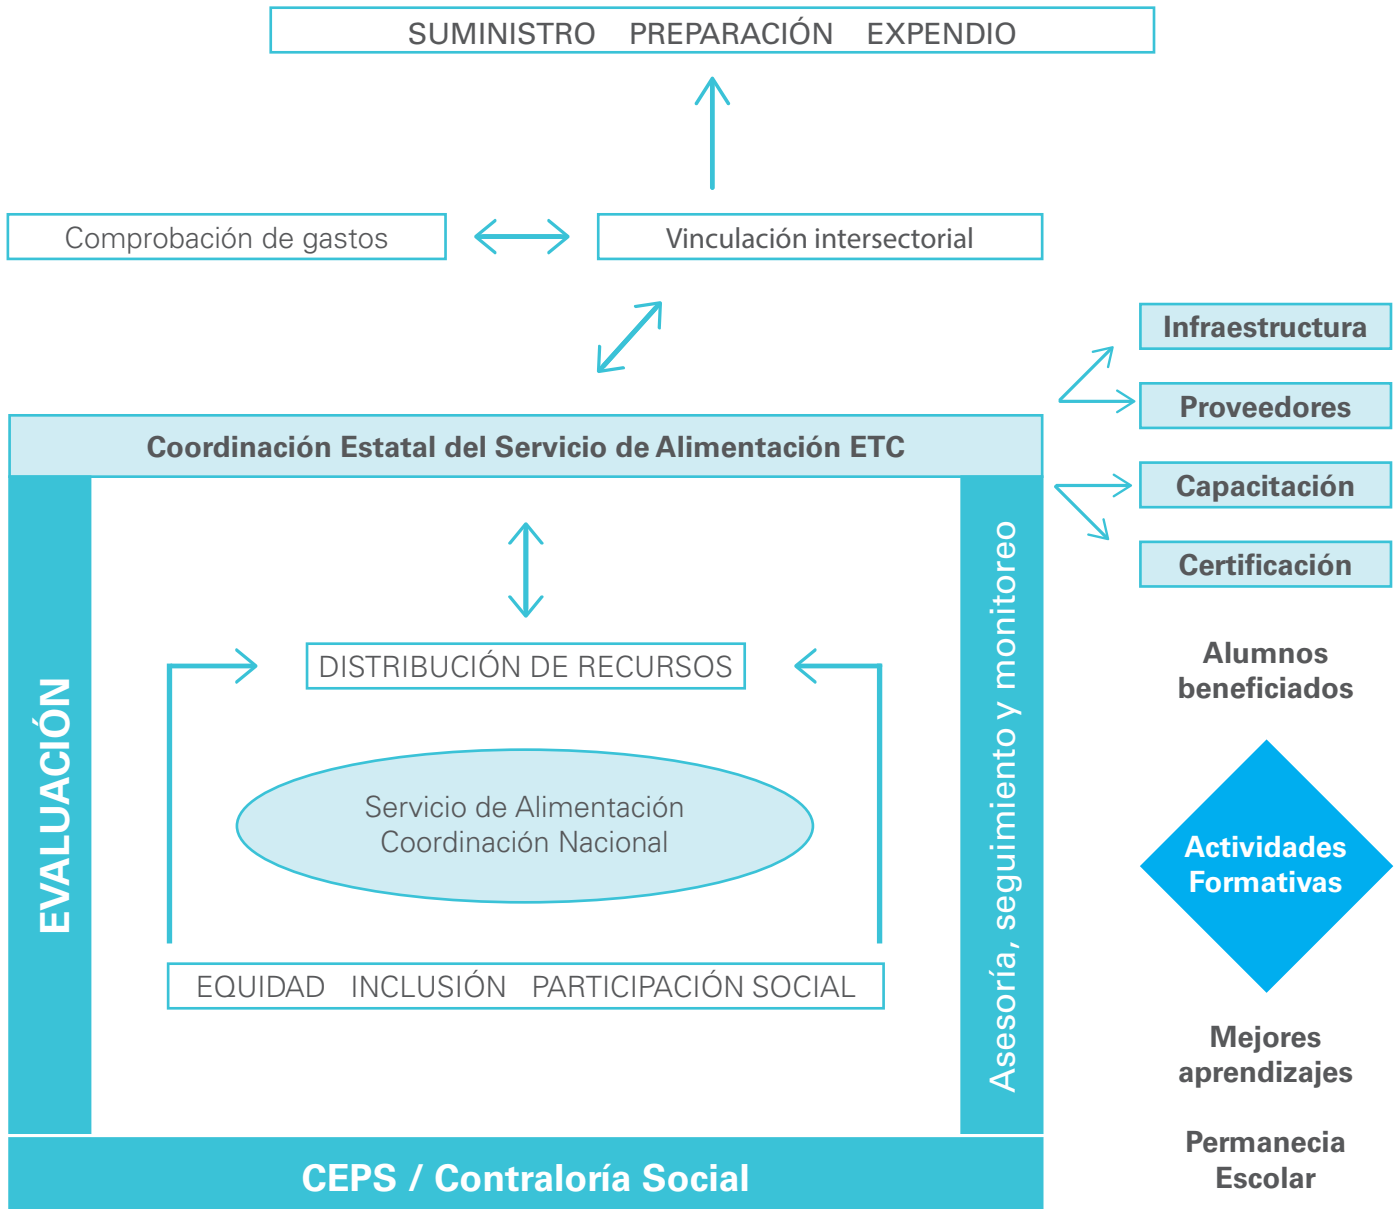 SUMINISTRO PREPARACIÓN EXPENDIO
Comprobación de gastos
Vinculación intersectorial
Infraestructura
Proveedores
Capacitación
Certificación
Coordinación Estatal del Servicio de Alimentación ETC
EVALUACIÓN
DISTRIBUCIÓN DE RECURSOS
Servicio de Alimentación
Coordinación Nacional
EQUIDAD INCLUSIÓN PARTICIPACIÓN SOCIAL
Asesoría, seguimiento y monitoreo
CEPS / Contraloría Social
Alumnos
beneficiados
Actividades
Formativas
Mejores
aprendizajes
Permanecia
Escolar